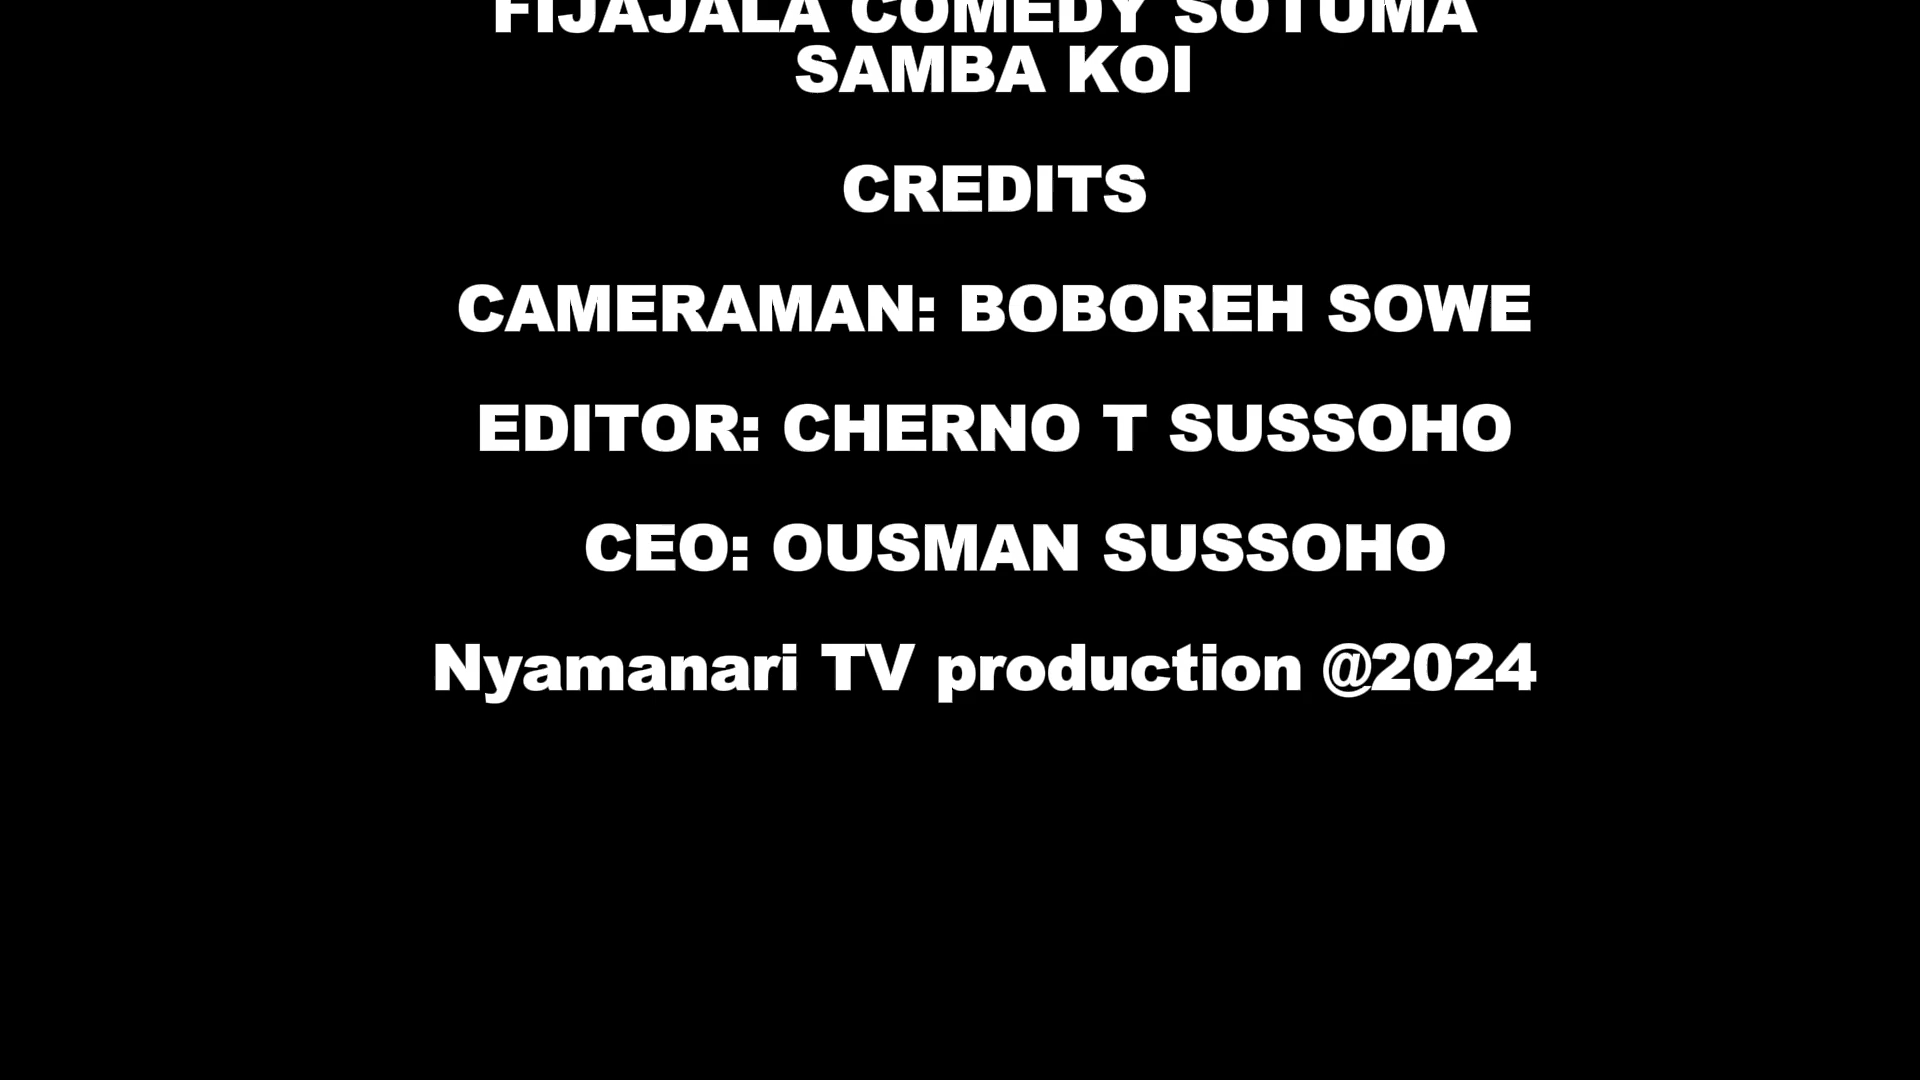 FIJAJALA COMEDY SOTUMA
SAMBA KOI
CREDITS
CAMERAMAN: BOBOREH SOWE
EDITOR: CHERNO T SUSSOHO
CEO: OUSMAN SUSSOHO
Nyamanari TV production @2024